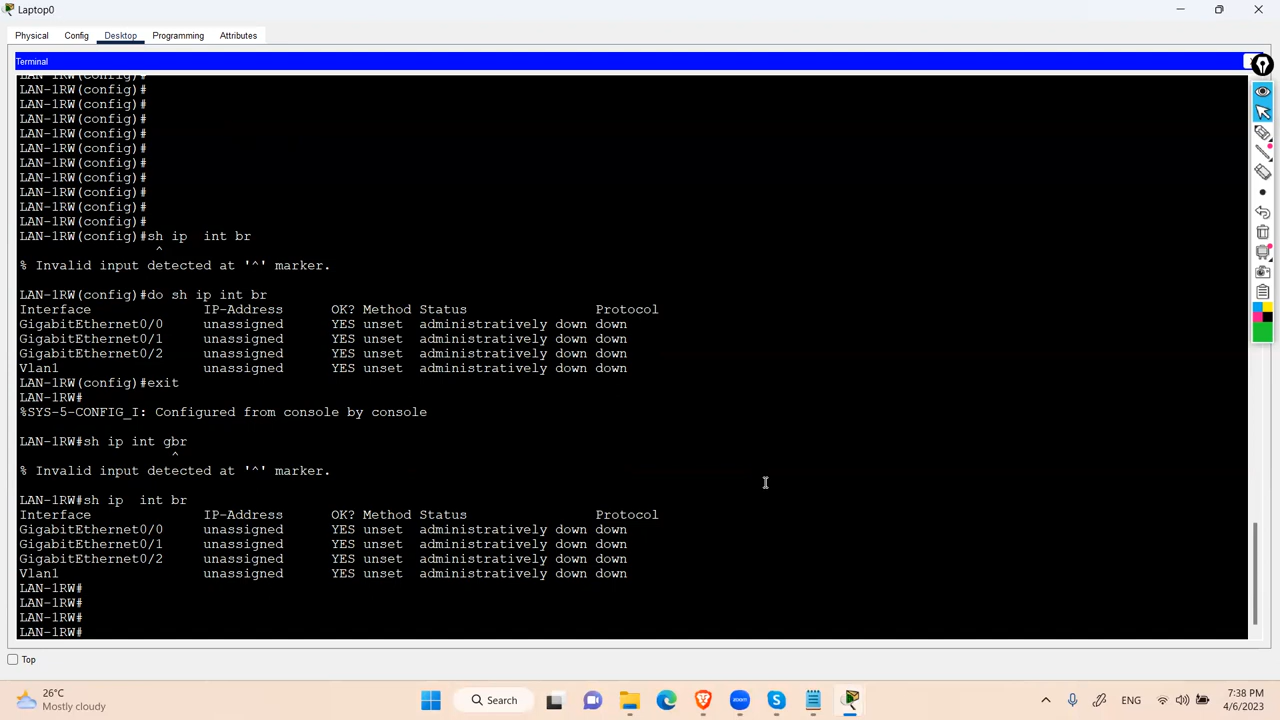 Laptop0
Physical Config Desktop Programming Attributes
Terminal
LAN-1RW(config)#
LAN-1RW(config)#
LAN-1RW(config)#
LAN-1RW(config)#
LAN-1RW(config)#
LAN-1RW(config)#
LAN-1RW(config)#
LAN-1RW(config)#
LAN-1RW(config)#
LAN-1RW(config)#
LAN-1RW(config)#
LAN-1RW(config)#sh ip  int br
^
% Invalid input detected at '^' marker.
LAN-1RW(config)#do sh ip int br
Interface IP-Address OK? Method Status Protocol
GigabitEthernet0/0 unassigned YES unset administratively down down
GigabitEthernet0/1 unassigned YES unset administratively down down
GigabitEthernet0/2 unassigned YES unset administratively down down
Vlan1 unassigned YES unset administratively down down
LAN-1RW(config)#exit
LAN-1RW#
%SYS-5-CONFIG_I: Configured from console by console
LAN-1RW#sh ip int gbr
^
% Invalid input detected at '^' marker.
LAN-1RW#sh ip  int br
Interface IP-Address OK? Method Status Protocol
GigabitEthernet0/0 unassigned YES unset administratively down down
GigabitEthernet0/1 unassigned YES unset administratively down down
GigabitEthernet0/2 unassigned YES unset administratively down down
Vlan1 unassigned YES unset administratively down down
LAN-1RW#
LAN-1RW#
LAN-1RW#
LAN-1RW#
Top
26°C
Mostly cloudy
Search
zoom
ENG
7:38 PM
4/6/2023